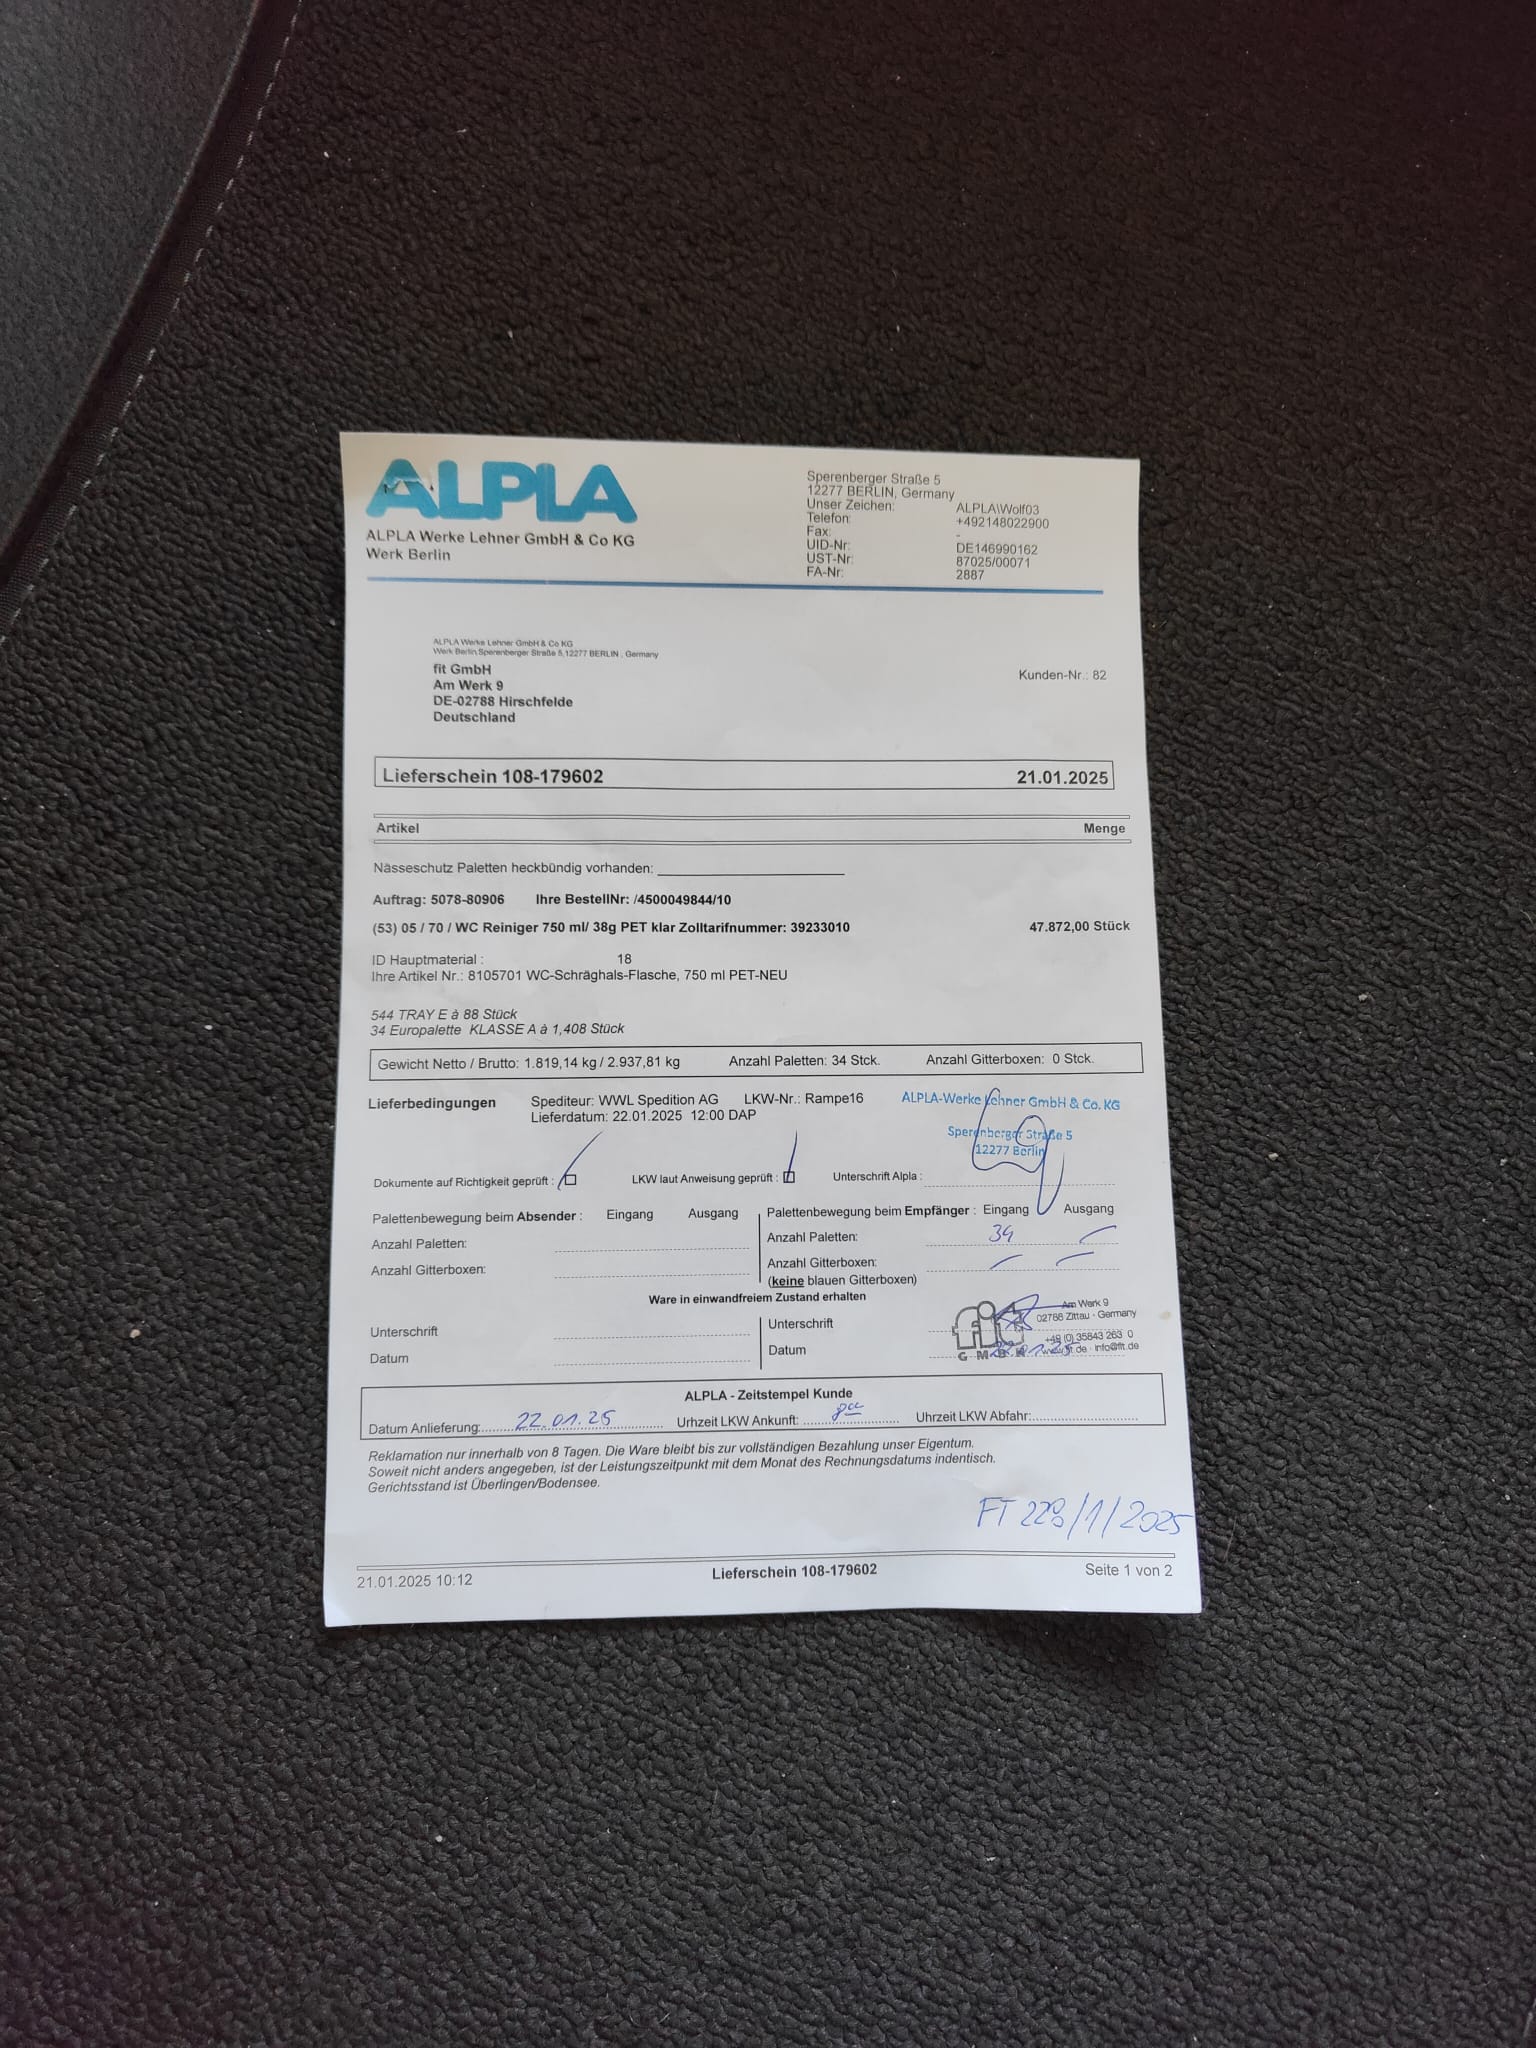 ALPLA
ALPLA Werke Lehner GmbH & Co KG
Werk Berlin
Sperenberger Straße 5
12277 BERLIN, Germany
Unser Zeichen: ALPLA\Wolf03
Telefon: +492148022900
Fax: -
UID-Nr: DE146990162
UST-Nr: 87025/00071
FA-Nr: 2887
ALPLA Werke Lehner GmbH & Co KG
Werk Berlin,Sperenberger Straße 5,12277 BERLIN , Germany
fit GmbH
Am Werk 9
DE-02788 Hirschfelde
Deutschland
Kunden-Nr.: 82
Lieferschein 108-179602 21.01.2025
Artikel Menge
Nässeschutz Paletten heckbündig vorhanden:
Auftrag: 5078-80906 Ihre BestellNr: /4500049844/10
(53) 05 / 70 / WC Reiniger 750 ml/ 38g PET klar Zolltarifnummer: 39233010 47.872,00 Stück
ID Hauptmaterial : 18
Ihre Artikel Nr.: 8105701 WC-Schräghals-Flasche, 750 ml PET-NEU
544 TRAY E à 88 Stück
34 Europalette KLASSE A à 1,408 Stück
Gewicht Netto / Brutto: 1.819,14 kg / 2.937,81 kg Anzahl Paletten: 34 Stck. Anzahl Gitterboxen: 0 Stck.
Lieferbedingungen Spediteur: WWL Spedition AG LKW-Nr.: Rampe16
Lieferdatum: 22.01.2025 12:00 DAP
ALPLA-Werke Lehner GmbH & Co. KG
Sperenberger Straße 5
12277 Berlin
Dokumente auf Richtigkeit geprüft : LKW laut Anweisung geprüft : Unterschrift Alpla :
Palettenbewegung beim Absender : Eingang Ausgang
Anzahl Paletten:
Anzahl Gitterboxen:
Palettenbewegung beim Empfänger : Eingang Ausgang
Anzahl Paletten: 34
Anzahl Gitterboxen:
(keine blauen Gitterboxen)
Ware in einwandfreiem Zustand erhalten
Unterschrift
Datum
Unterschrift
Datum
fit GMBH
Am Werk 9
02788 Zittau · Germany
+49 (0) 35843 263 0
www.fit.de · info@fit.de
ALPLA - Zeitstempel Kunde
Datum Anlieferung: 22.01.25 Urhzeit LKW Ankunft: 8 00 Uhrzeit LKW Abfahr:
Reklamation nur innerhalb von 8 Tagen. Die Ware bleibt bis zur vollständigen Bezahlung unser Eigentum.
Soweit nicht anders angegeben, ist der Leistungszeitpunkt mit dem Monat des Rechnungsdatums indentisch.
Gerichtsstand ist Überlingen/Bodensee.
/1/2025
21.01.2025 10:12 Lieferschein 108-179602 Seite 1 von 2